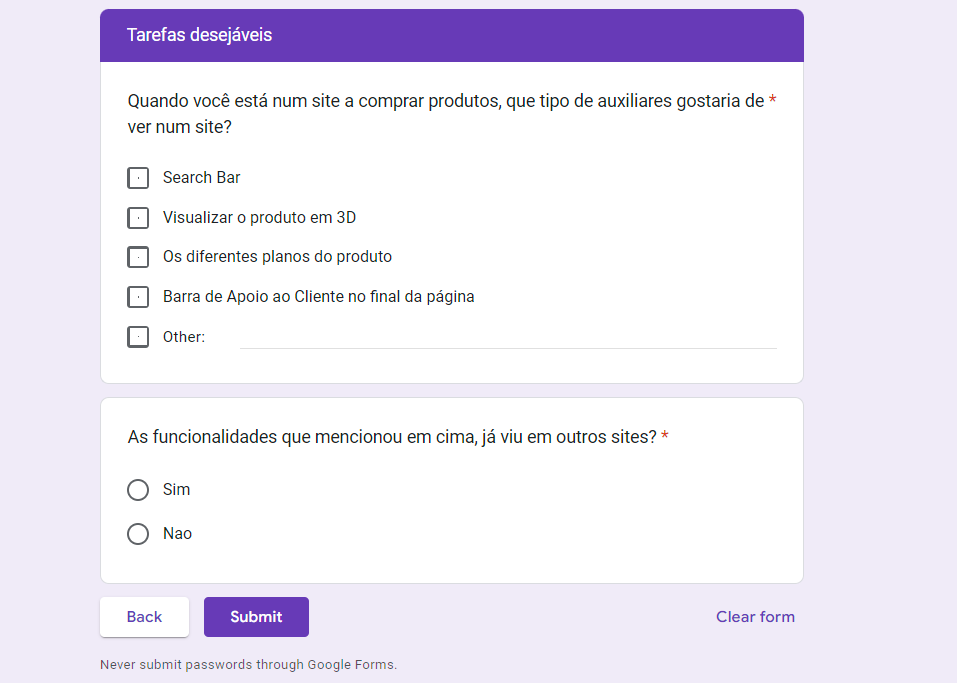 Tarefas desejáveis
Quando você está num site a comprar produtos, que tipo de auxiliares gostaria de *
ver num site?
Search Bar
Visualizar o produto em 3D
Os diferentes planos do produto
Barra de Apoio ao Cliente no final da página
Other:
As funcionalidades que mencionou em cima, já viu em outros sites? *
Sim
Nao
Back
Submit
Clear form
Never submit passwords through Google Forms.